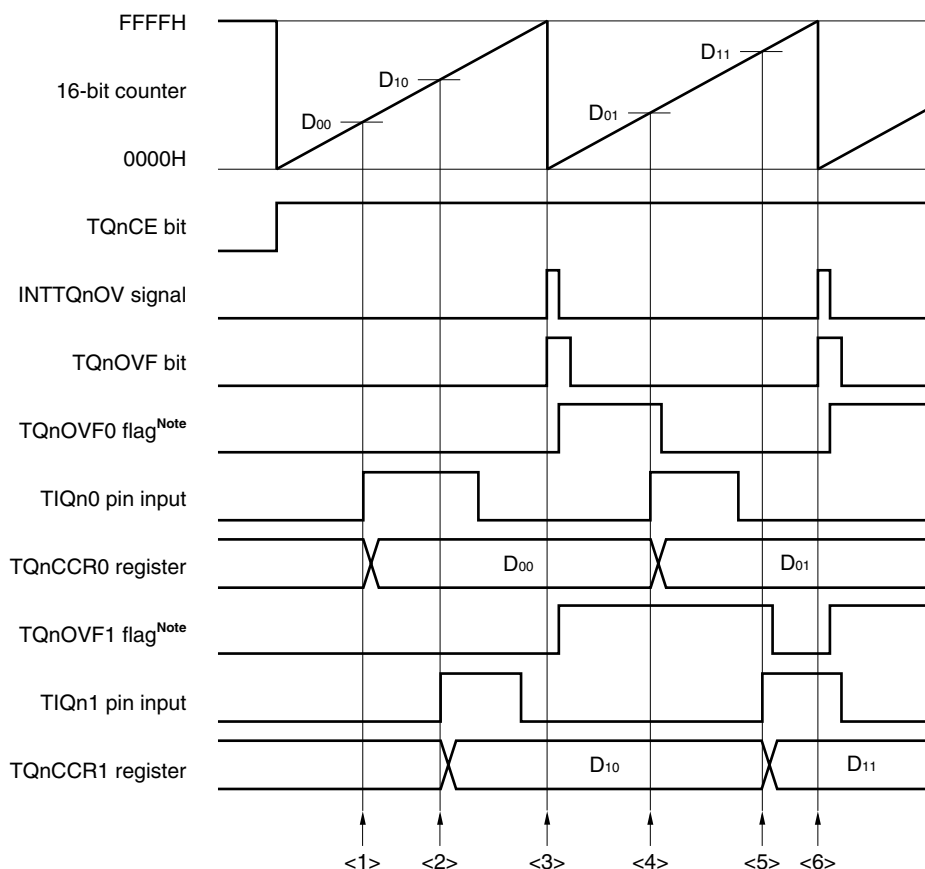 FFFFH
D11
D10
16-bit counter
D01
D00
0000H
TQnCE bit
INTTQnOV signal
TQnOVF bit
TQnOVF0 flagNote
TIQn0 pin input
TQnCCR0 register
D00
D01
TQnOVF1 flagNote
TIQn1 pin input
TQnCCR1 register
D10
D11
<1> <2> <3> <4> <5> <6>